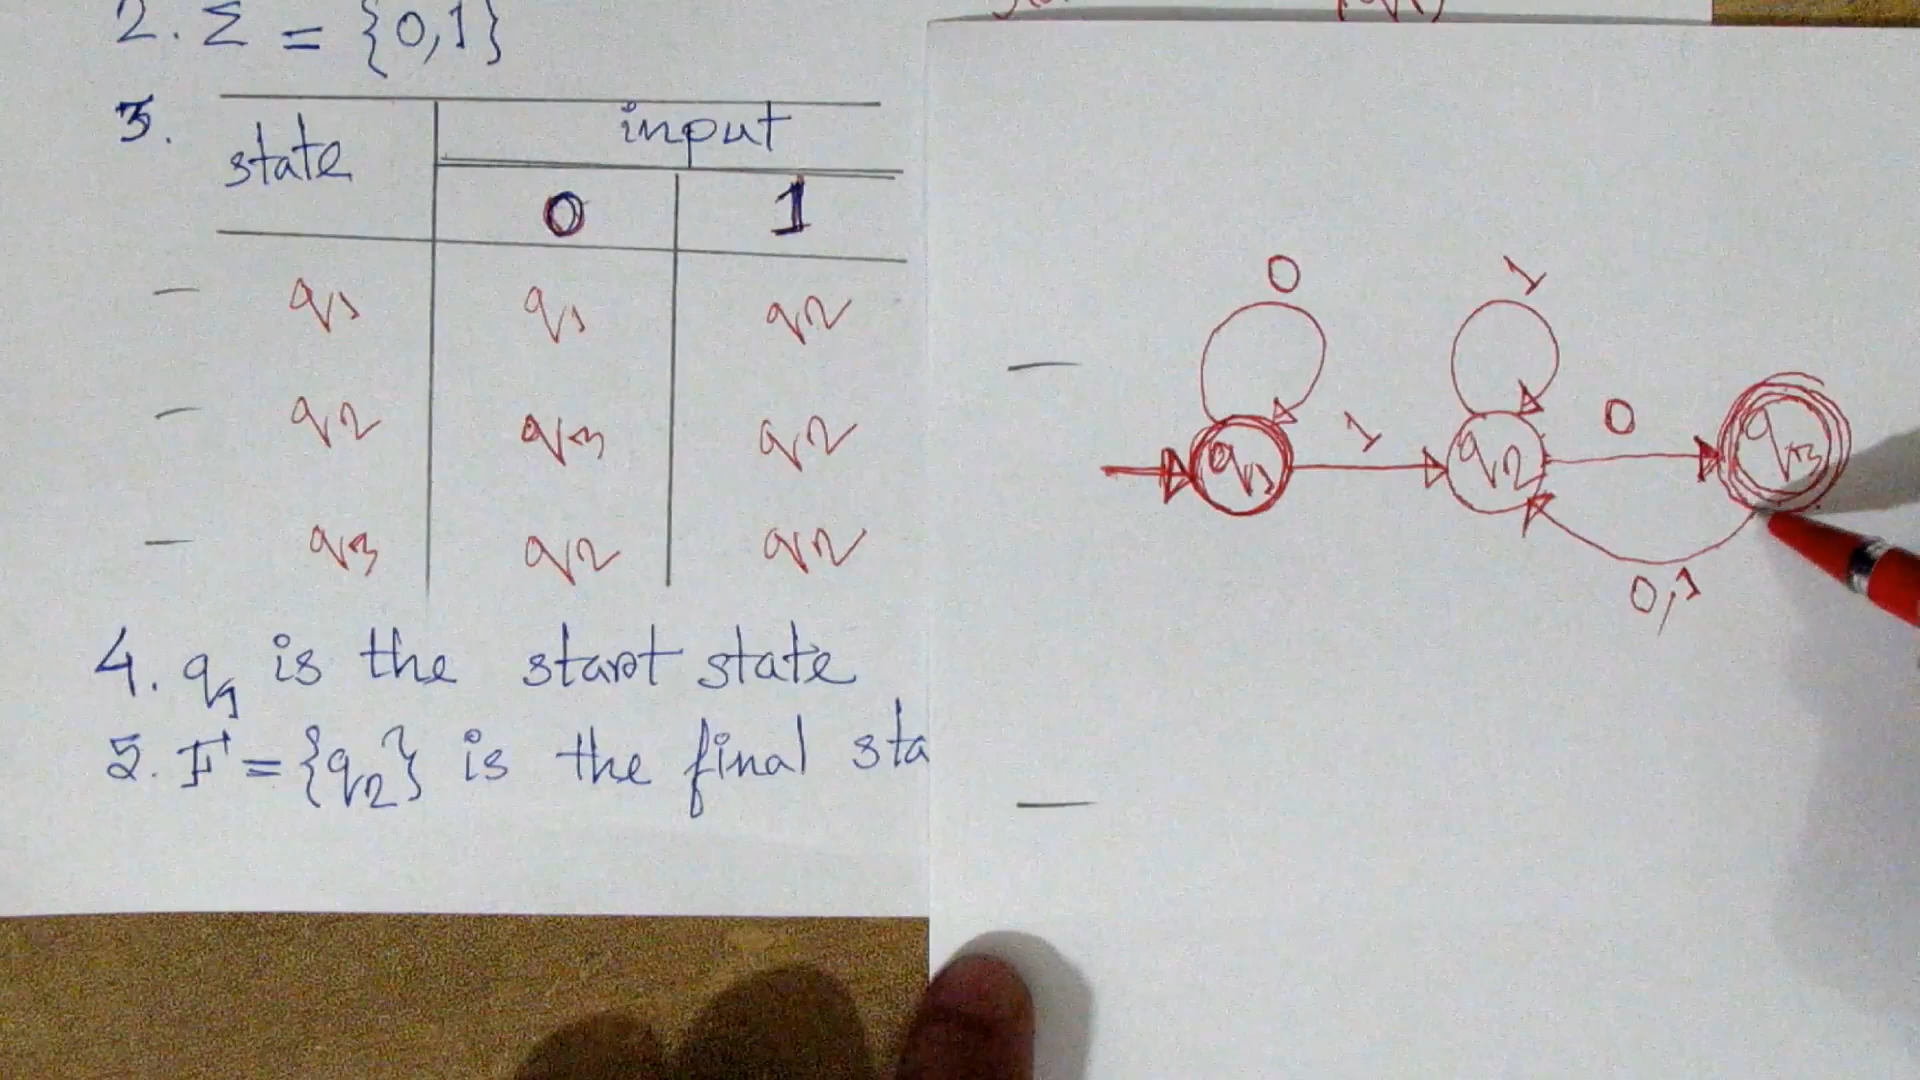 2. Σ = {0,1}
3.
state input
0 1
q1 q1 q2
q2 q3 q2
q3 q2 q2
4. q1 is the start state
5. F = {q2} is the final sta
0 1
q1 1 q2 0 q3
0,1